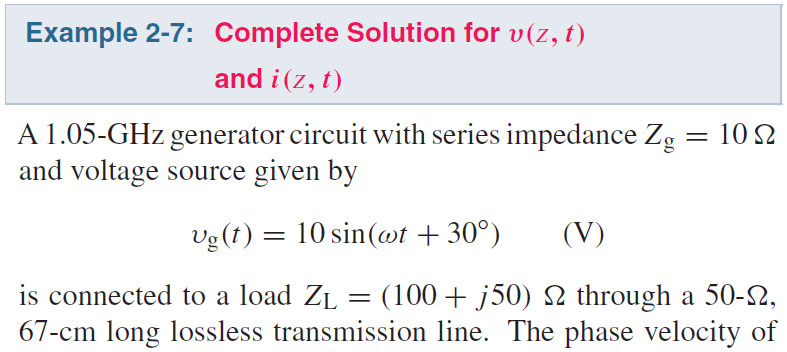 Example 2-7: Complete Solution for v(z, t)
and i(z, t)
A 1.05-GHz generator circuit with series impedance Zg = 10 Ω
and voltage source given by
vg(t) = 10 sin(ωt + 30°) (V)
is connected to a load ZL = (100 + j50) Ω through a 50-Ω,
67-cm long lossless transmission line. The phase velocity of